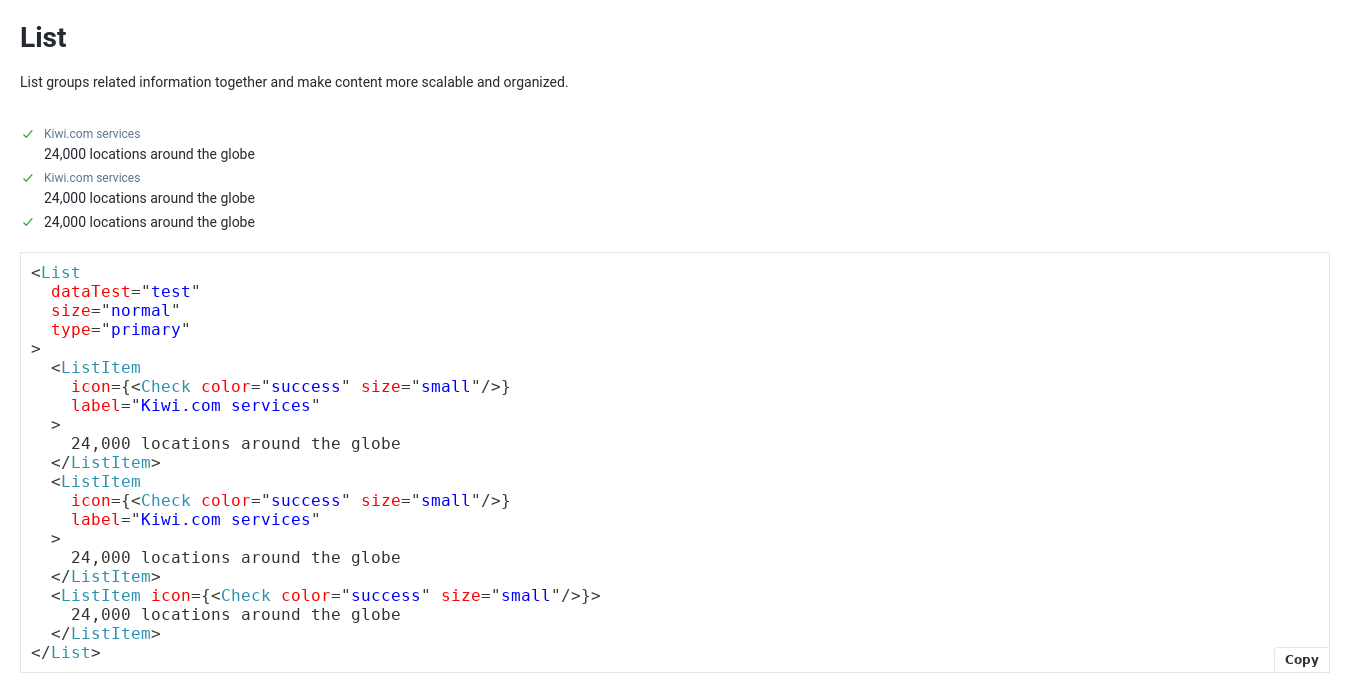 List
List groups related information together and make content more scalable and organized.
Kiwi.com services
24,000 locations around the globe
Kiwi.com services
24,000 locations around the globe
24,000 locations around the globe
<List
  dataTest="test"
  size="normal"
  type="primary"
>
  <ListItem
    icon={<Check color="success" size="small"/>}
    label="Kiwi.com services"
  >
    24,000 locations around the globe
  </ListItem>
  <ListItem
    icon={<Check color="success" size="small"/>}
    label="Kiwi.com services"
  >
    24,000 locations around the globe
  </ListItem>
  <ListItem icon={<Check color="success" size="small"/>}>
    24,000 locations around the globe
  </ListItem>
</List>
Copy